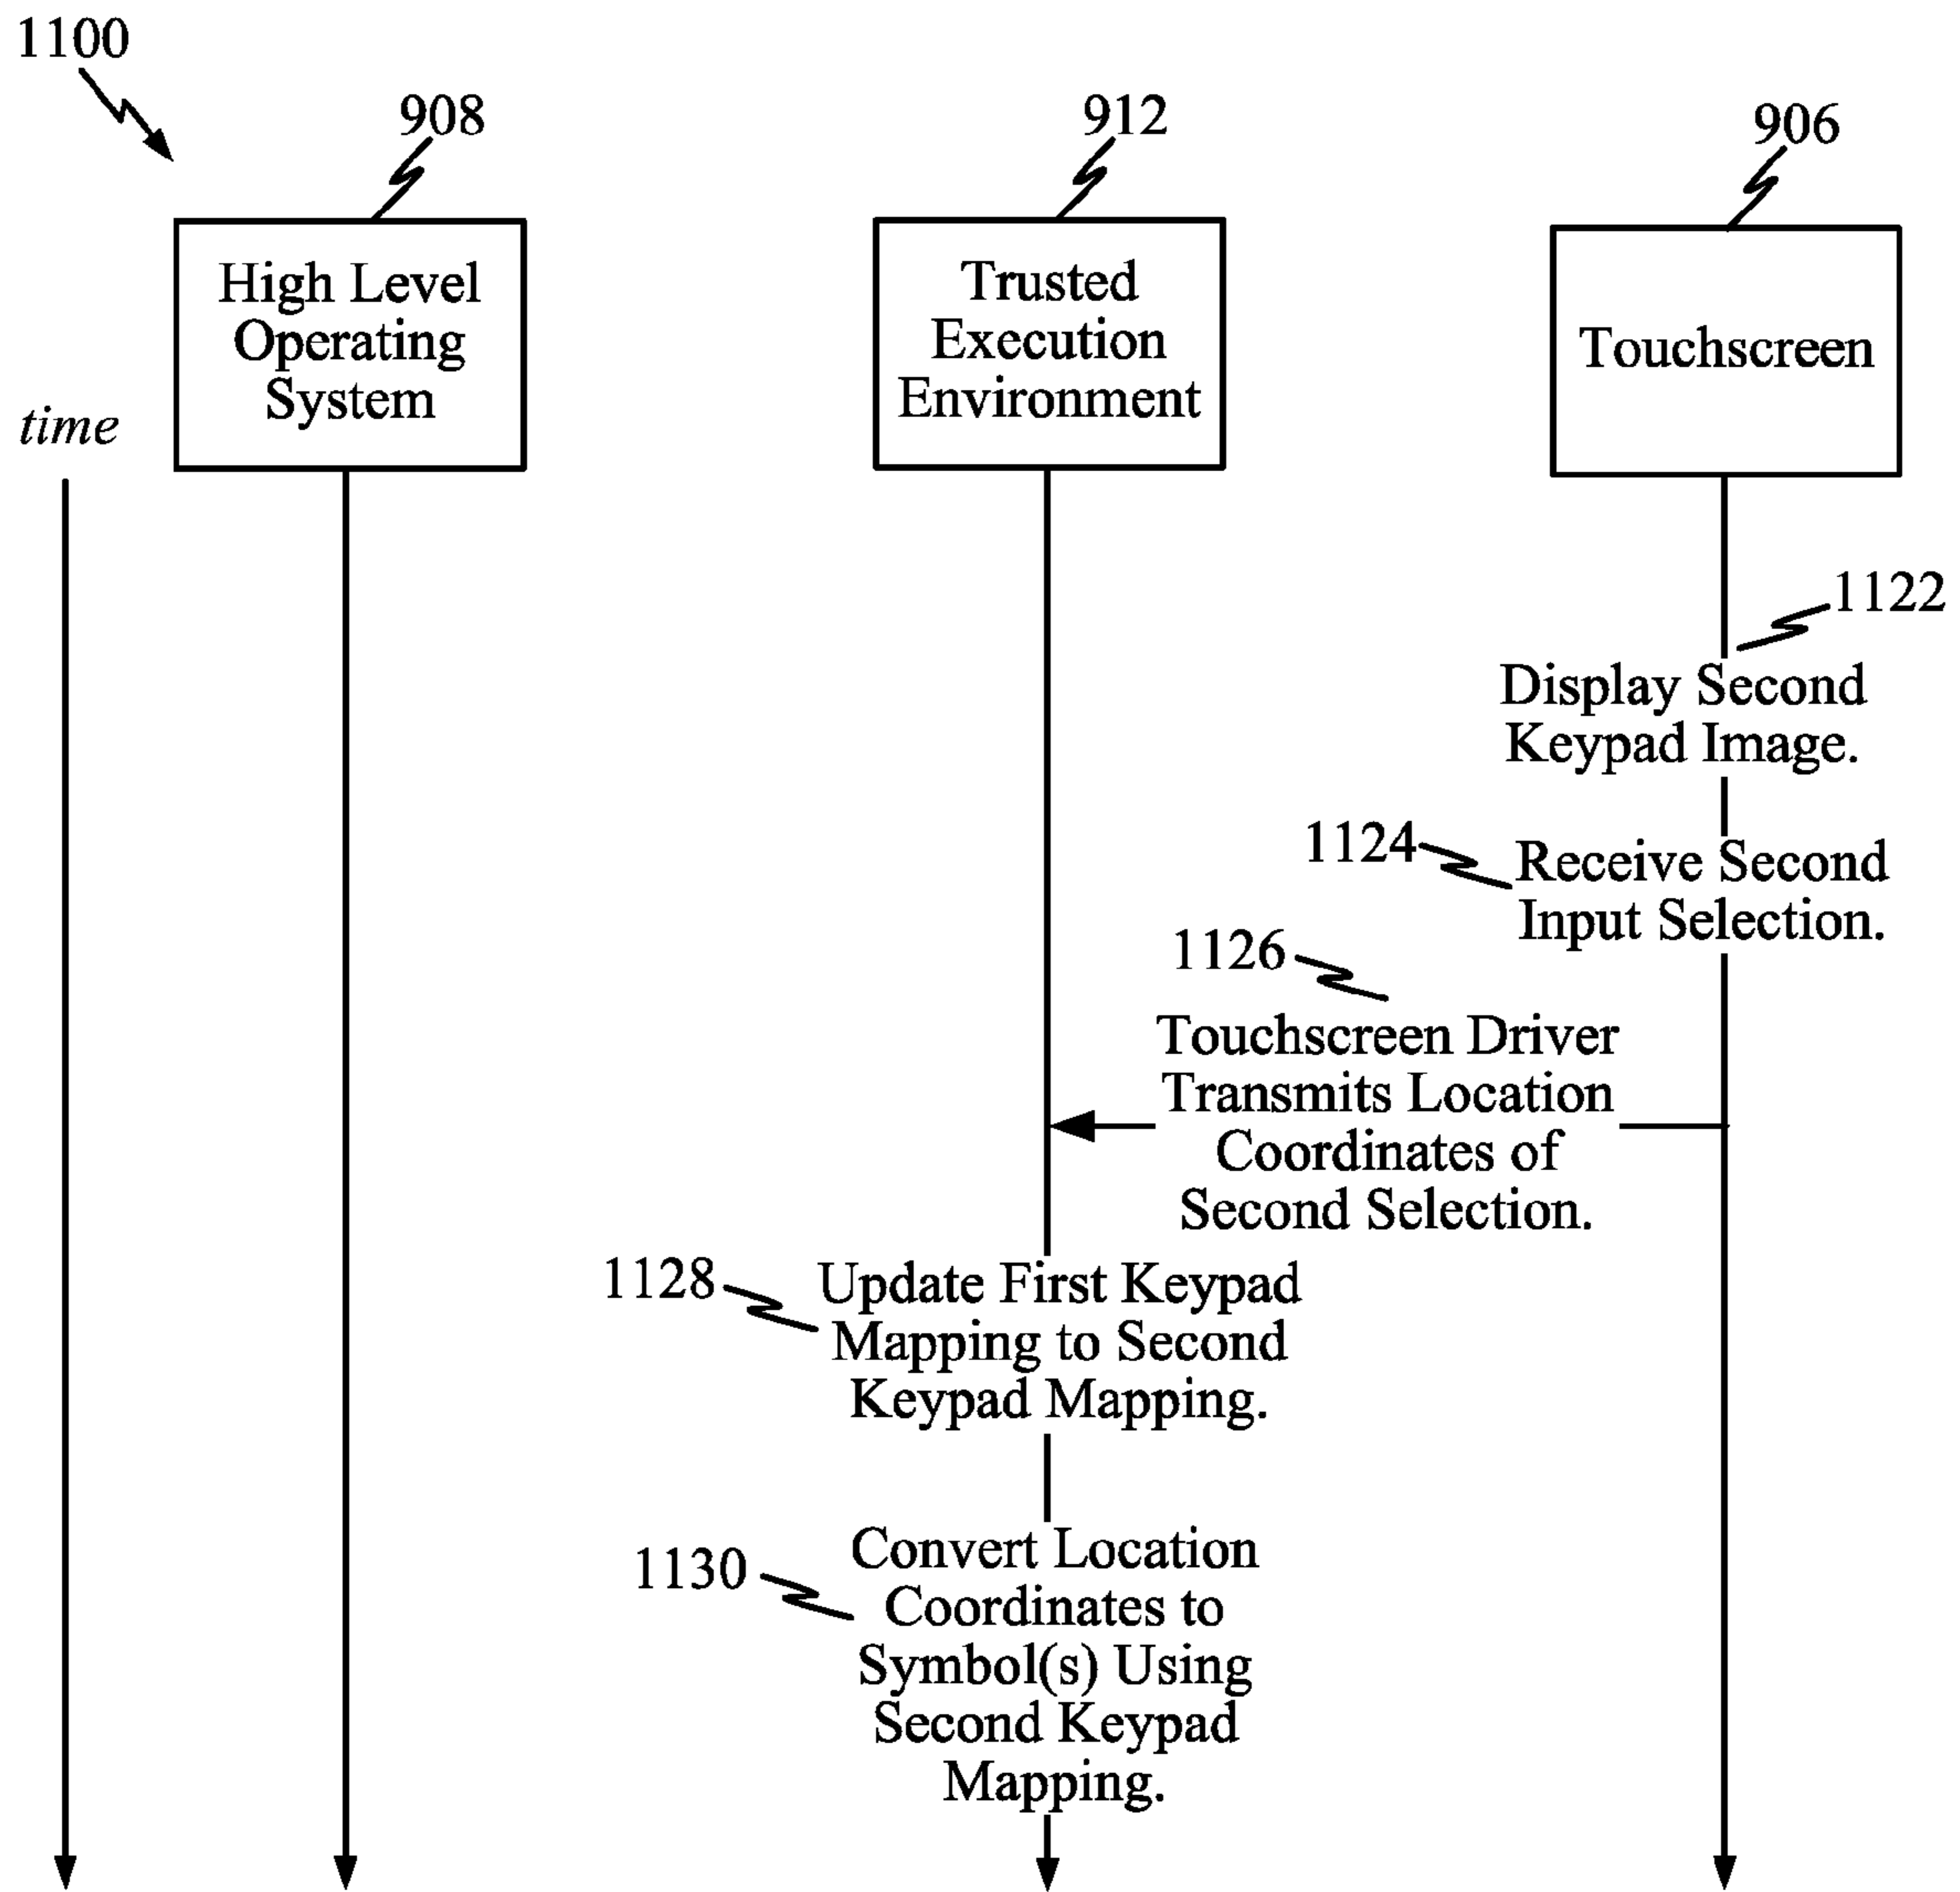 1100
908
912
906
High Level
Operating
System
Trusted
Execution
Environment
Touchscreen
time
1122
Display Second
Keypad Image.
1124
Receive Second
Input Selection.
1126
Touchscreen Driver
Transmits Location
Coordinates of
Second Selection.
1128
Update First Keypad
Mapping to Second
Keypad Mapping.
1130
Convert Location
Coordinates to
Symbol(s) Using
Second Keypad
Mapping.